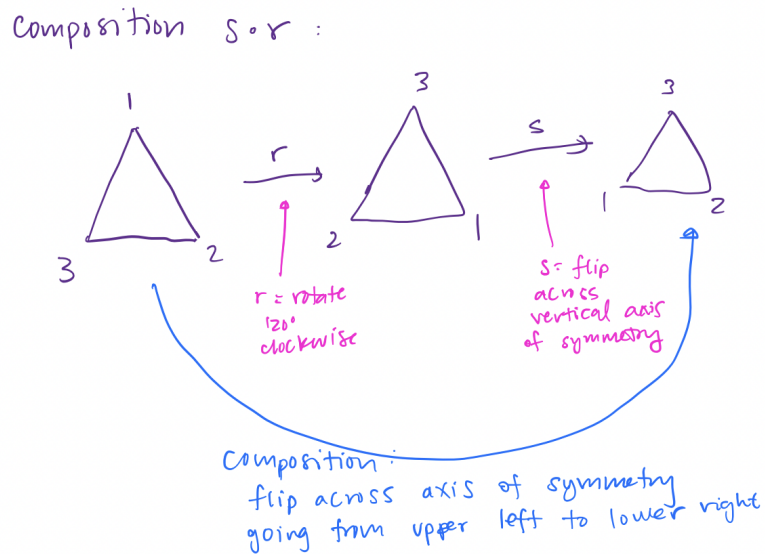 Composition s∘r :
1
3
2
r
3
2
1
s
3
1
2
r = rotate
120°
clockwise
s = flip
across
vertical axis
of symmetry
Composition :
flip across axis of symmetry
going from upper left to lower right